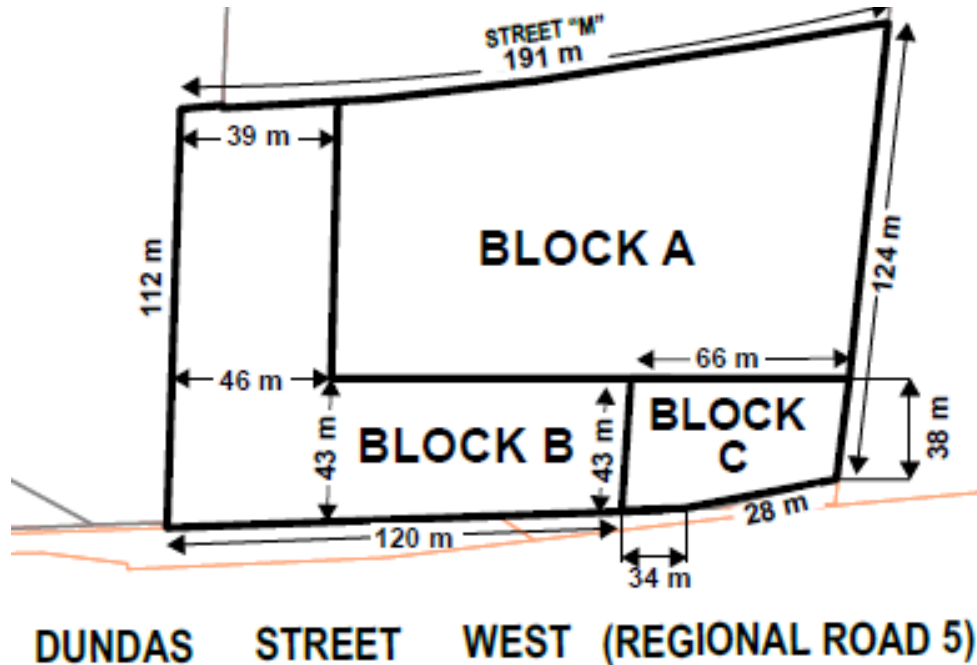 STREET "M"
191 m
39 m
BLOCK A
112 m
124 m
46 m
66 m
43 m
BLOCK B
43 m
BLOCK
C
38 m
120 m
28 m
34 m
DUNDAS STREET WEST (REGIONAL ROAD 5)